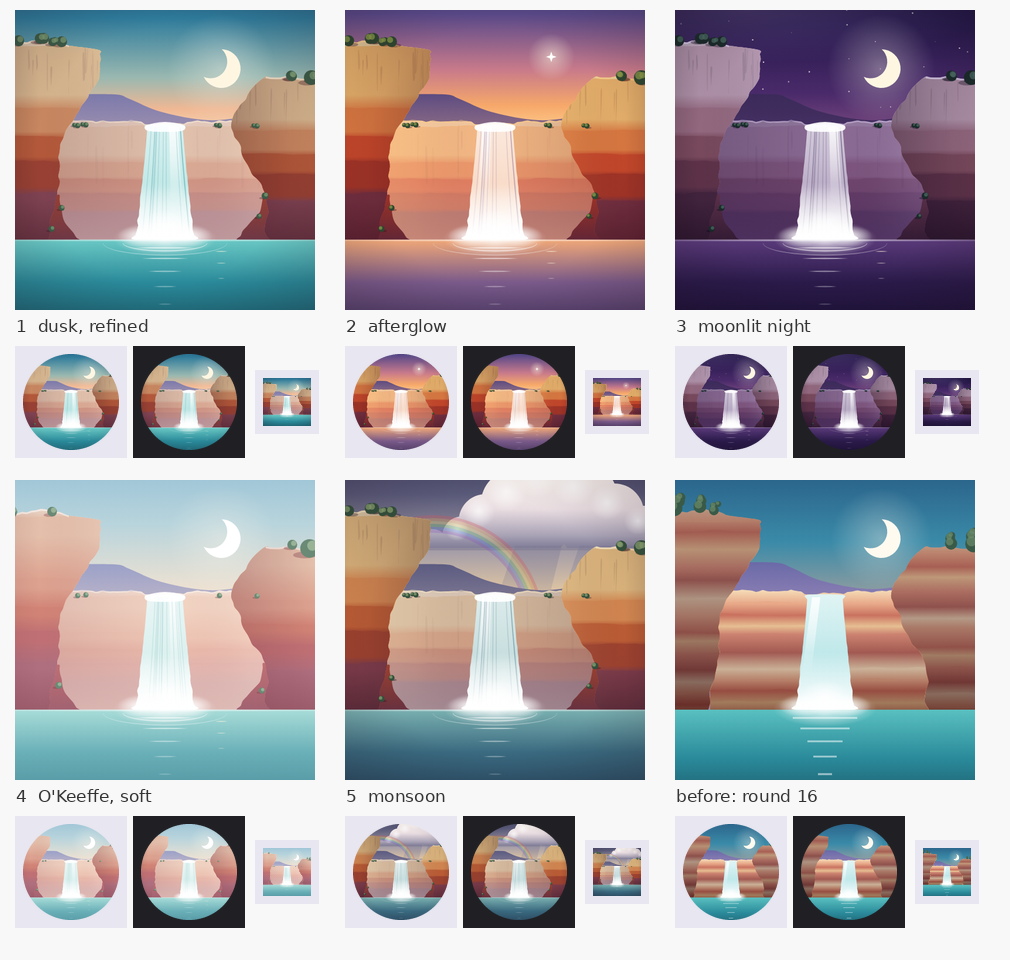 1 dusk, refined
2 afterglow
3 moonlit night
4 O'Keeffe, soft
5 monsoon
before: round 16